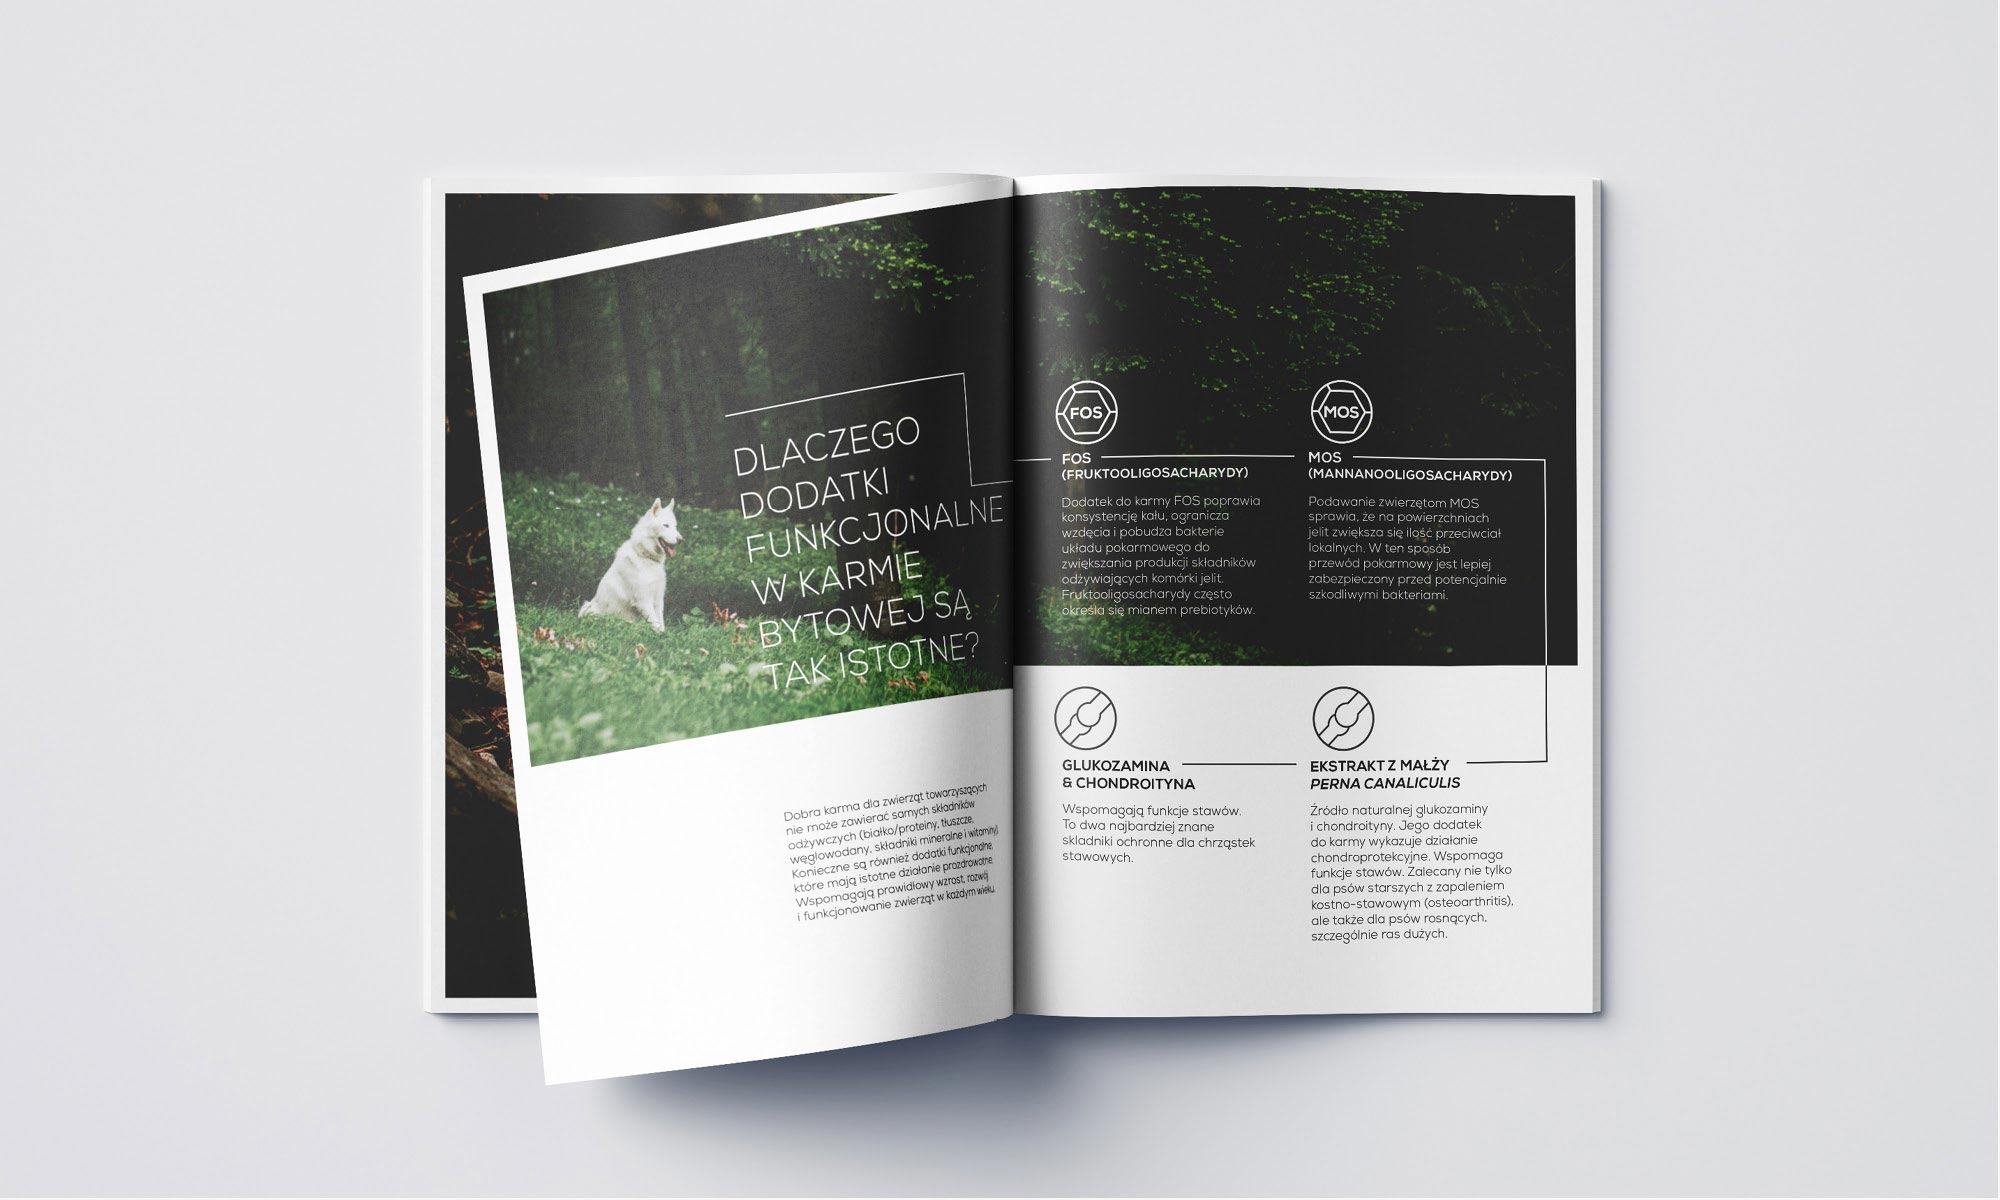 DLACZEGO
DODATKI
FUNKCJONALNE
W KARMIE
BYTOWEJ SĄ
TAK ISTOTNE?
Dobra karma dla zwierząt towarzyszących
nie może zawierać samych składników
odżywczych (białko/proteiny, tłuszcze,
węglowodany, składniki mineralne i witaminy).
Konieczne są również dodatki funkcjonalne,
które mają istotne działanie prozdrowotne.
Wspomagają prawidłowy wzrost, rozwój
i funkcjonowanie zwierząt w każdym wieku.
FOS
FOS
(FRUKTOOLIGOSACHARYDY)
Dodatek do karmy FOS poprawia
konsystencję kału, ogranicza
wzdęcia i pobudza bakterie
układu pokarmowego do
zwiększania produkcji składników
odżywiających komórki jelit.
Fruktooligosacharydy często
określa się mianem prebiotyków.
MOS
MOS
(MANNANOOLIGOSACHARYDY)
Podawanie zwierzętom MOS
sprawia, że na powierzchniach
jelit zwiększa się ilość przeciwciał
lokalnych. W ten sposób
przewód pokarmowy jest lepiej
zabezpieczony przed potencjalnie
szkodliwymi bakteriami.
GLUKOZAMINA
& CHONDROITYNA
Wspomagają funkcje stawów.
To dwa najbardziej znane
skladniki ochronne dla chrząstek
stawowych.
EKSTRAKT Z MAŁŻY
PERNA CANALICULIS
Źródło naturalnej glukozaminy
i chondroityny. Jego dodatek
do karmy wykazuje działanie
chondroprotekcyjne. Wspomaga
funkcje stawów. Zalecany nie tylko
dla psów starszych z zapaleniem
kostno-stawowym (osteoarthritis),
ale także dla psów rosnących,
szczególnie ras dużych.